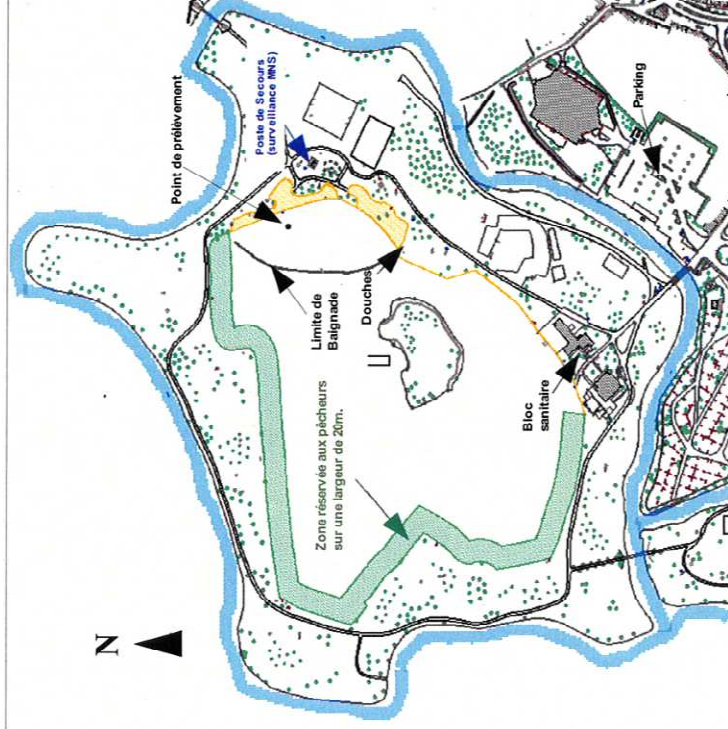 Point de prélèvement
Poste de Secours
(surveillance MNS)
Parking
Limite de
Baignade
Douches
Bloc
sanitaire
Zone réservée aux pêcheurs
sur une largeur de 20m.
N